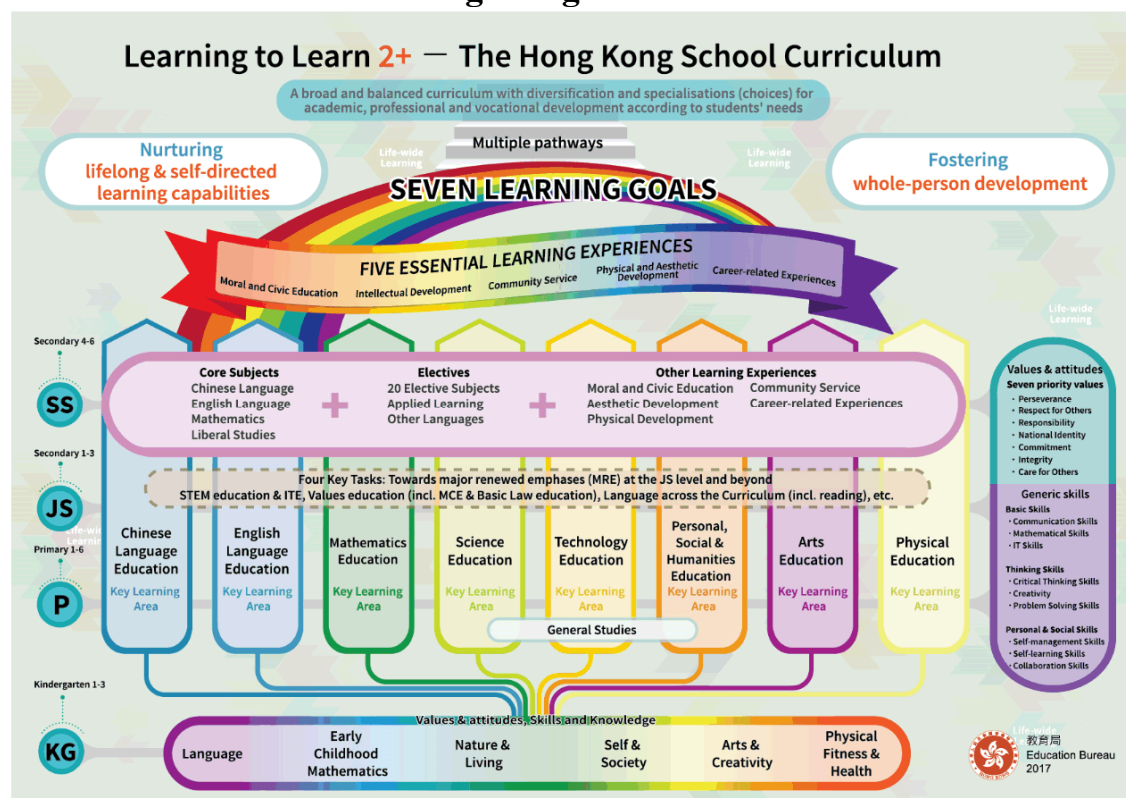 Learning to Learn 2+ — The Hong Kong School Curriculum
A broad and balanced curriculum with diversification and specialisations (choices) for
academic, professional and vocational development according to students' needs
Multiple pathways
Nurturing
lifelong & self-directed
learning capabilities
Life-wide
Learning
Life-wide
Learning
Fostering
whole-person development
SEVEN LEARNING GOALS
FIVE ESSENTIAL LEARNING EXPERIENCES
Moral and Civic Education
Intellectual Development
Community Service
Physical and Aesthetic
Development
Career-related Experiences
Life-wide
Learning
Secondary 4-6
SS
Core Subjects
Chinese Language
English Language
Mathematics
Liberal Studies
+
Electives
20 Elective Subjects
Applied Learning
Other Languages
+
Other Learning Experiences
Moral and Civic Education
Aesthetic Development
Physical Development
Community Service
Career-related Experiences
Values & attitudes
Seven priority values
· Perseverance
· Respect for Others
· Responsibility
· National Identity
· Commitment
· Integrity
· Care for Others
Generic skills
Basic Skills
· Communication Skills
· Mathematical Skills
· IT Skills
Thinking Skills
· Critical Thinking Skills
· Creativity
· Problem Solving Skills
Personal & Social Skills
· Self-management Skills
· Self-learning Skills
· Collaboration Skills
Secondary 1-3
JS
Four Key Tasks: Towards major renewed emphases (MRE) at the JS level and beyond
STEM education & ITE, Values education (incl. MCE & Basic Law education), Language across the Curriculum (incl. reading), etc.
Life-wide
Learning
Primary 1-6
P
Chinese
Language
Education
Key Learning
Area
English
Language
Education
Key Learning
Area
Mathematics
Education
Key Learning
Area
Science
Education
Key Learning
Area
Technology
Education
Key Learning
Area
Personal,
Social &
Humanities
Education
Key Learning
Area
Arts
Education
Key Learning
Area
Physical
Education
Key Learning
Area
General Studies
Kindergarten 1-3
KG
Values & attitudes, Skills and Knowledge
Language
Early
Childhood
Mathematics
Nature &
Living
Self &
Society
Arts &
Creativity
Physical
Fitness &
Health
Life-wide
Learning
教育局
Education Bureau
2017